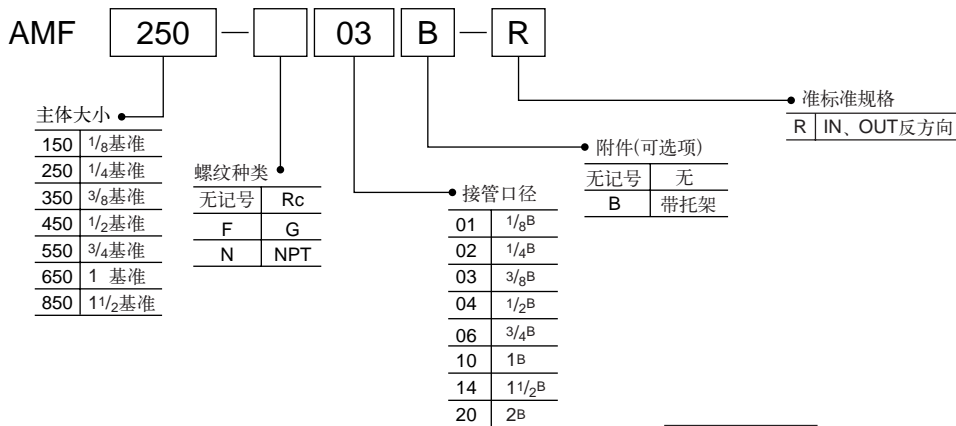 AMF 250 — 03 B — R
主体大小
150 1/8基准
250 1/4基准
350 3/8基准
450 1/2基准
550 3/4基准
650 1 基准
850 11/2基准
螺纹种类
无记号 Rc
F G
N NPT
接管口径
01 1/8B
02 1/4B
03 3/8B
04 1/2B
06 3/4B
10 1B
14 11/2B
20 2B
附件(可选项)
无记号 无
B 带托架
准标准规格
R IN、OUT反方向